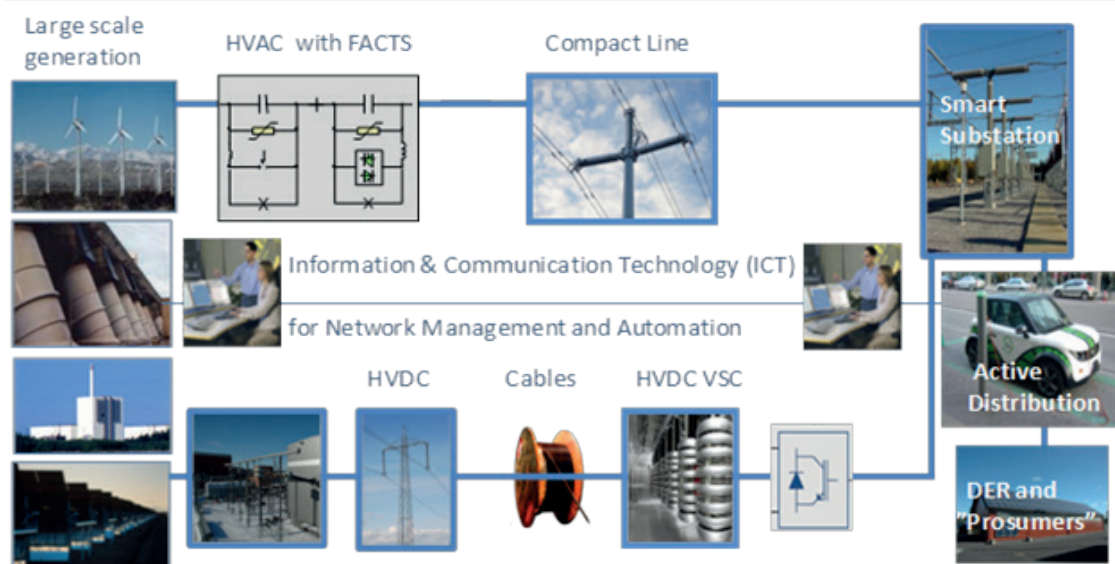 Large scale
generation
HVAC with FACTS
Compact Line
Smart
Substation
Information & Communication Technology (ICT)
for Network Management and Automation
HVDC
Cables
HVDC VSC
Active
Distribution
DER and
"Prosumers"